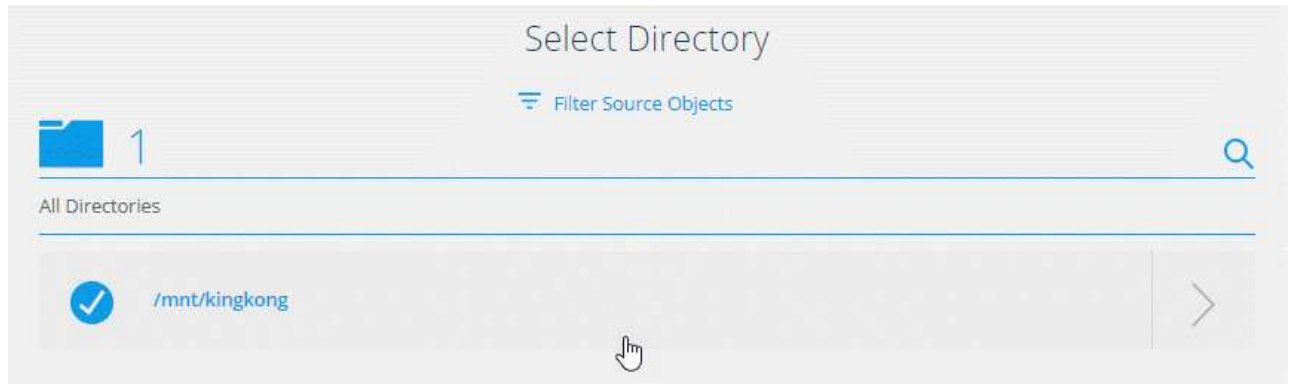 Select Directory
Filter Source Objects
1
All Directories
/mnt/kingkong